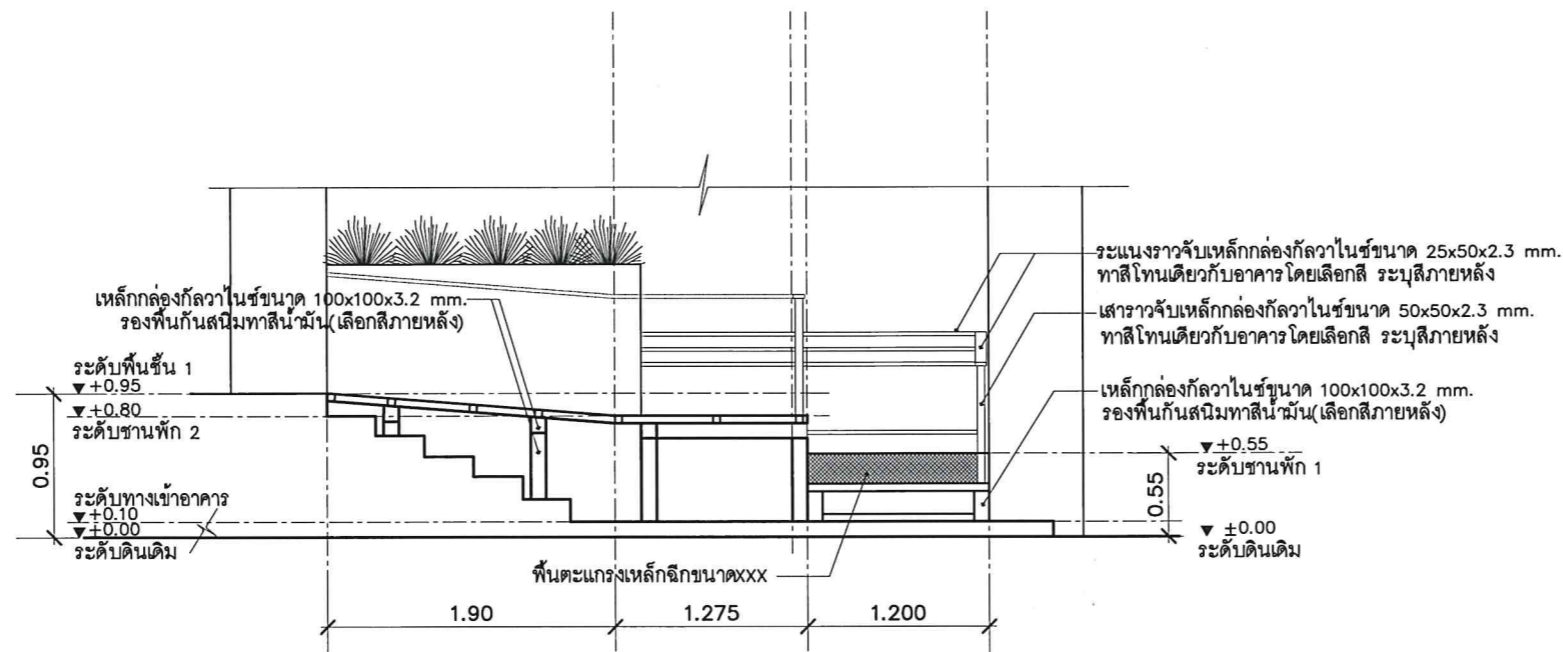 ระแนงราวจับเหล็กกล่องกัลวาไนซ์ขนาด 25x50x2.3 mm.
ทาสีโทนเดียวกับอาคารโดยเลือกสี ระบุสีภายหลัง
เหล็กกล่องกัลวาไนซ์ขนาด 100x100x3.2 mm.
รองพื้นกันสนิมทาสีน้ำมัน(เลือกสีภายหลัง)
เสาราวจับเหล็กกล่องกัลวาไนซ์ขนาด 50x50x2.3 mm.
ทาสีโทนเดียวกับอาคารโดยเลือกสี ระบุสีภายหลัง
ระดับพื้นชั้น 1
+0.95
+0.80
ระดับชานพัก 2
เหล็กกล่องกัลวาไนซ์ขนาด 100x100x3.2 mm.
รองพื้นกันสนิมทาสีน้ำมัน(เลือกสีภายหลัง)
0.95
+0.55
ระดับชานพัก 1
0.55
ระดับทางเข้าอาคาร
+0.10
+0.00
ระดับดินเดิม
±0.00
ระดับดินเดิม
พื้นตะแกรงเหล็กฉีกขนาดXXX
1.90
1.275
1.200